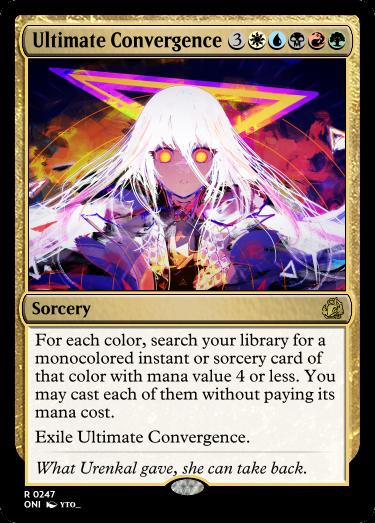 Ultimate Convergence 3
Sorcery
For each color, search your library for a
monocolored instant or sorcery card of
that color with mana value 4 or less. You
may cast each of them without paying its
mana cost.
Exile Ultimate Convergence.
What Urenkal gave, she can take back.
R 0247
ONI YTO_